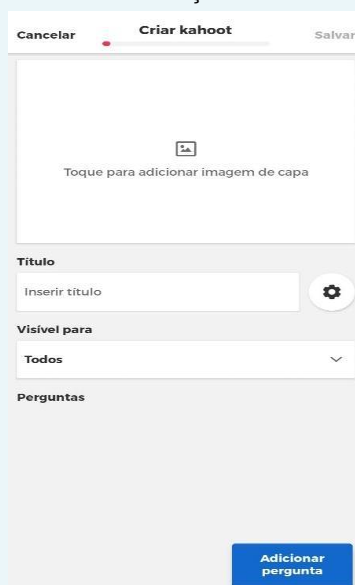 Cancelar
Criar kahoot
Salvar
Toque para adicionar imagem de capa
Título
Inserir título
Visível para
Todos
Perguntas
Adicionar
pergunta